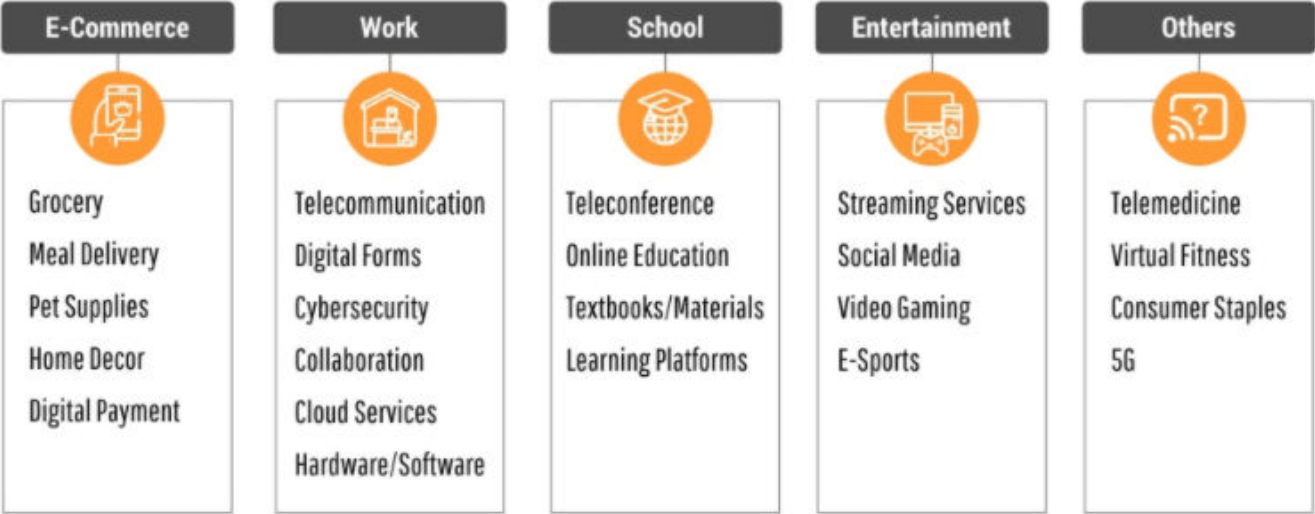 E-Commerce
Grocery
Meal Delivery
Pet Supplies
Home Decor
Digital Payment
Work
Telecommunication
Digital Forms
Cybersecurity
Collaboration
Cloud Services
Hardware/Software
School
Teleconference
Online Education
Textbooks/Materials
Learning Platforms
Entertainment
Streaming Services
Social Media
Video Gaming
E-Sports
Others
?
Telemedicine
Virtual Fitness
Consumer Staples
5G